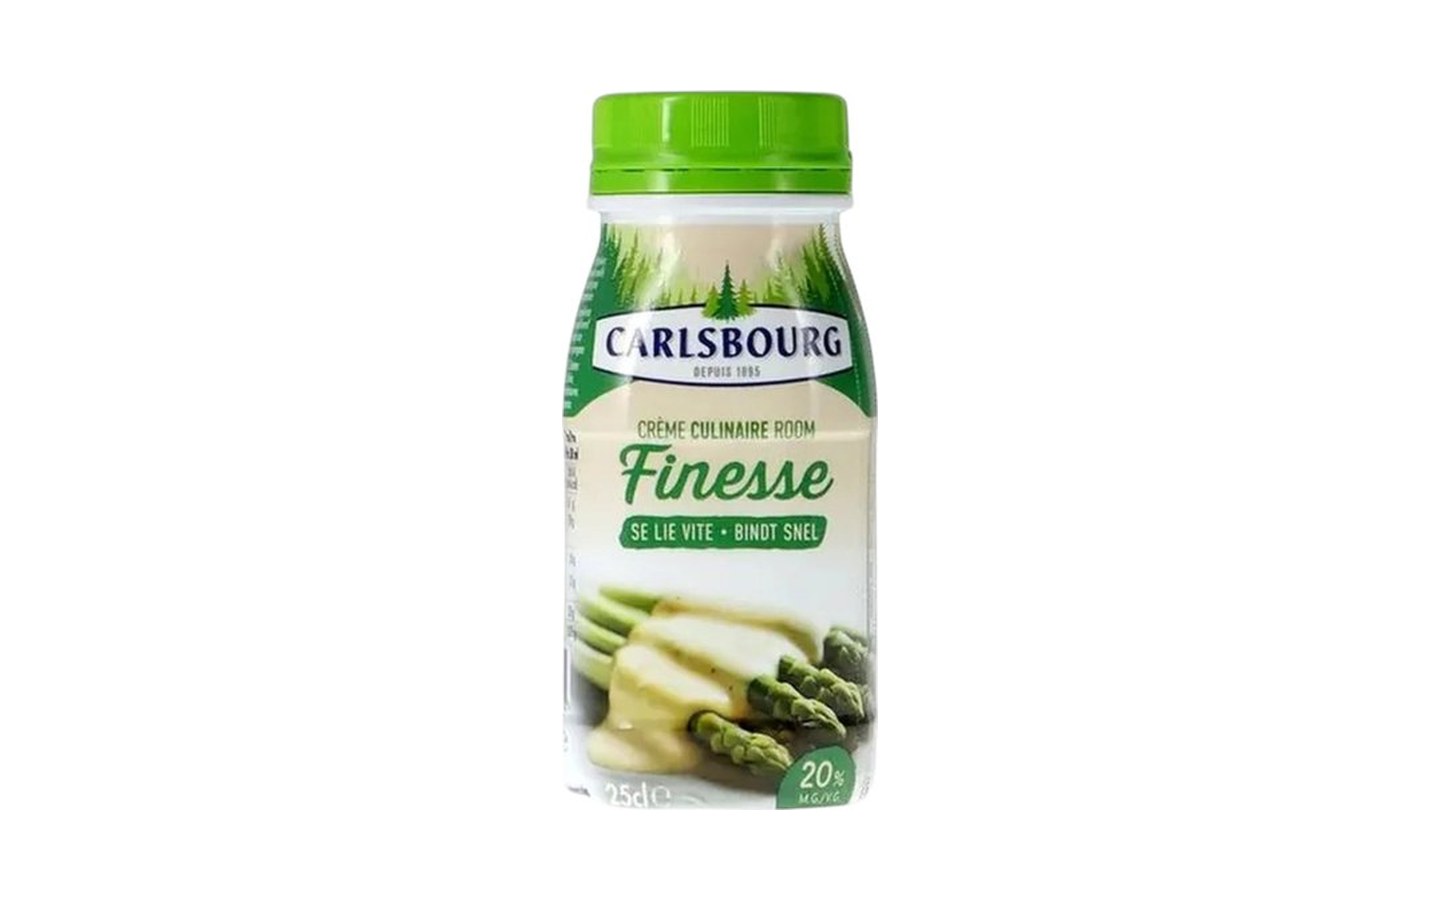 CARLSBOURG
DEPUIS 1895
CRÈME CULINAIRE ROOM
Finesse
SE LIE VITE • BINDT SNEL
20%
M.G./V.G.
25cl e